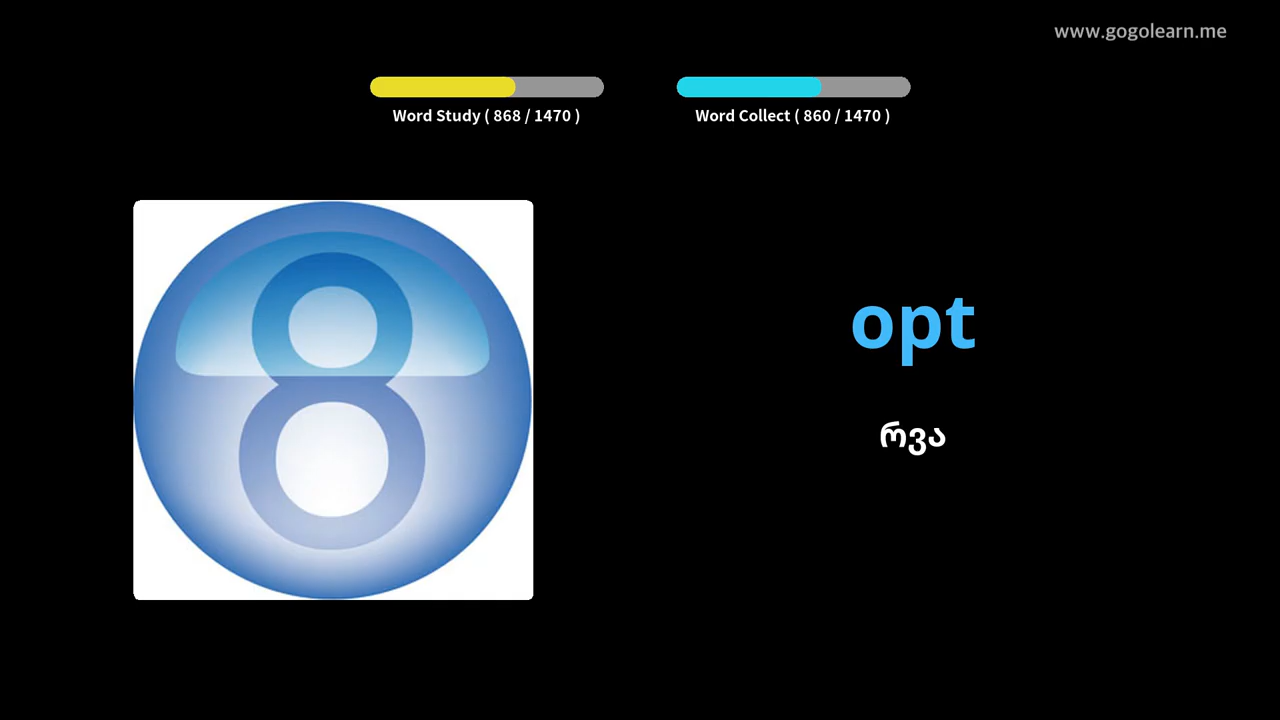 www.gogolearn.me
Word Study ( 868 / 1470 )
Word Collect ( 860 / 1470 )
8
opt
რვა